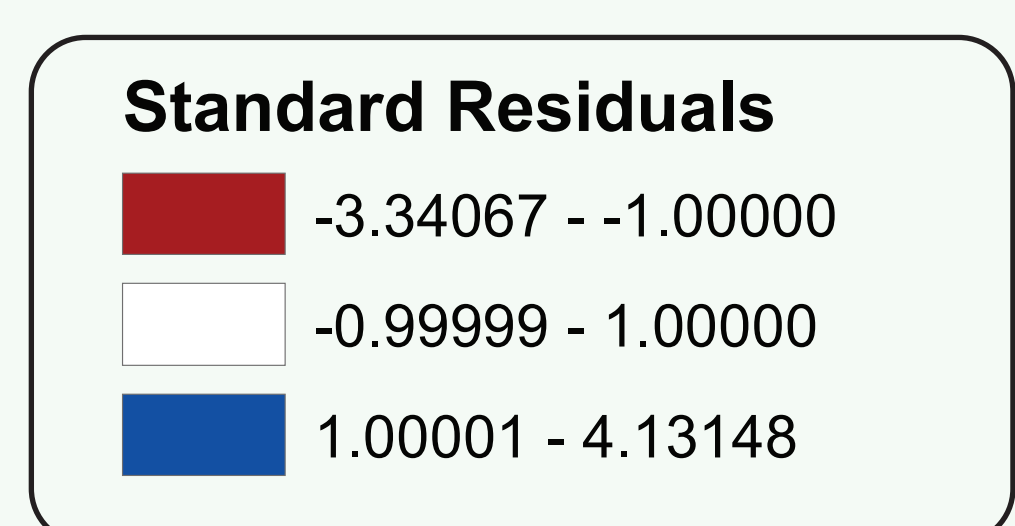 Standard Residuals
-3.34067 - -1.00000
-0.99999 - 1.00000
1.00001 - 4.13148